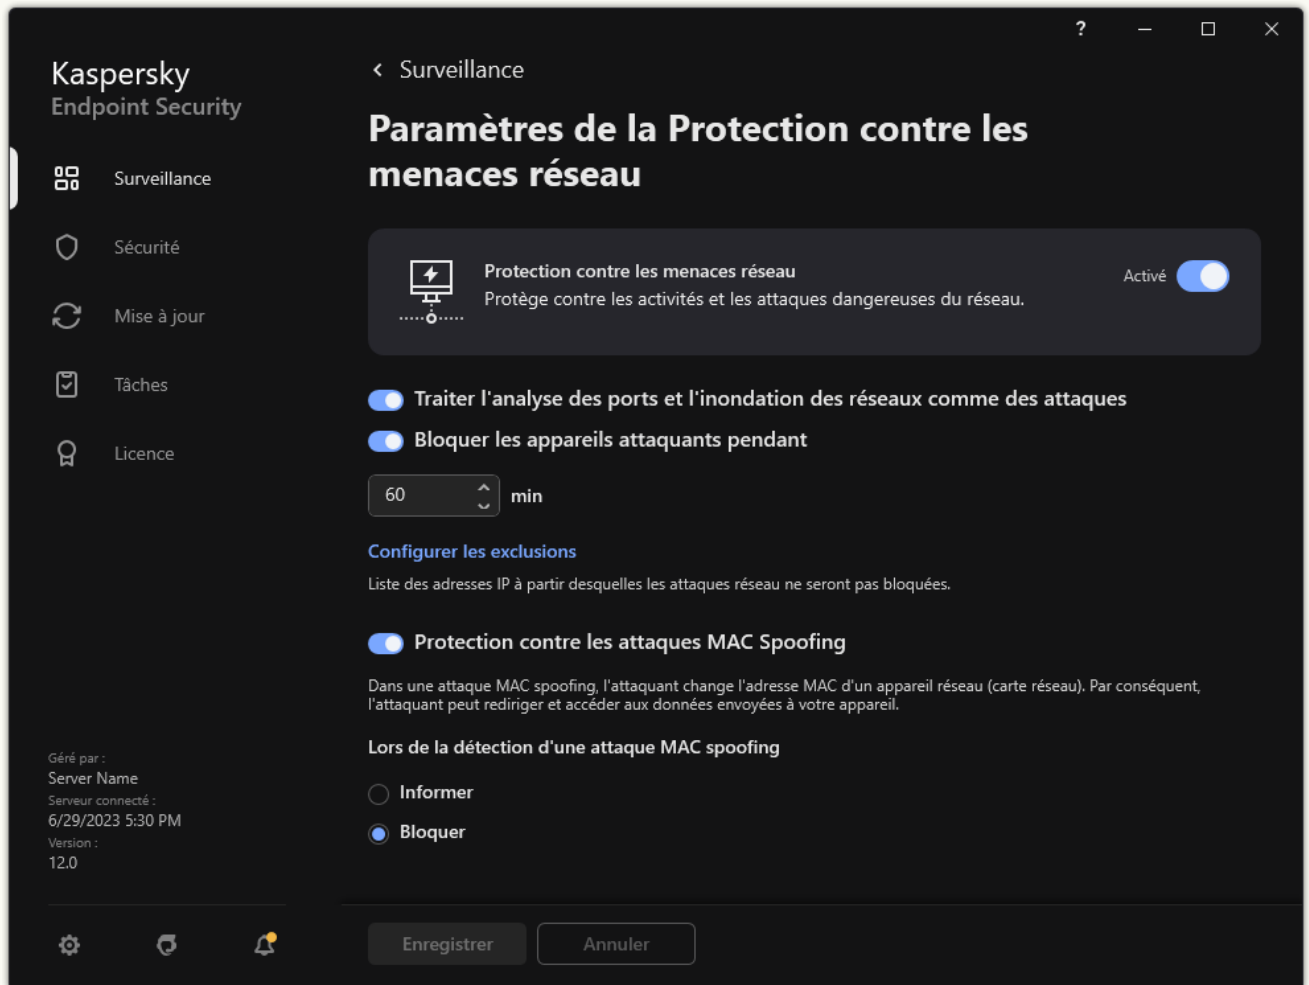 ?
Kaspersky
Endpoint Security
Surveillance
Sécurité
Mise à jour
Tâches
Licence
Géré par :
Server Name
Serveur connecté :
6/29/2023 5:30 PM
Version :
12.0
Surveillance
Paramètres de la Protection contre les
menaces réseau
Protection contre les menaces réseau
Protège contre les activités et les attaques dangereuses du réseau.
Activé
Traiter l'analyse des ports et l'inondation des réseaux comme des attaques
Bloquer les appareils attaquants pendant
60 min
Configurer les exclusions
Liste des adresses IP à partir desquelles les attaques réseau ne seront pas bloquées.
Protection contre les attaques MAC Spoofing
Dans une attaque MAC spoofing, l'attaquant change l'adresse MAC d'un appareil réseau (carte réseau). Par conséquent,
l'attaquant peut rediriger et accéder aux données envoyées à votre appareil.
Lors de la détection d'une attaque MAC spoofing
Informer
Bloquer
Enregistrer
Annuler